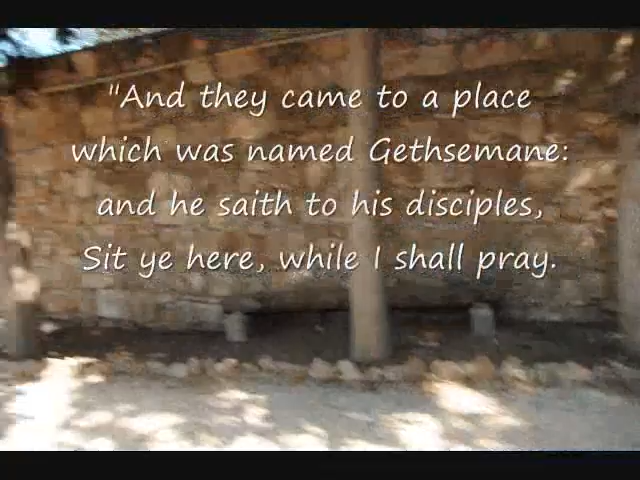 "And they came to a place
which was named Gethsemane:
and he saith to his disciples,
Sit ye here, while I shall pray.